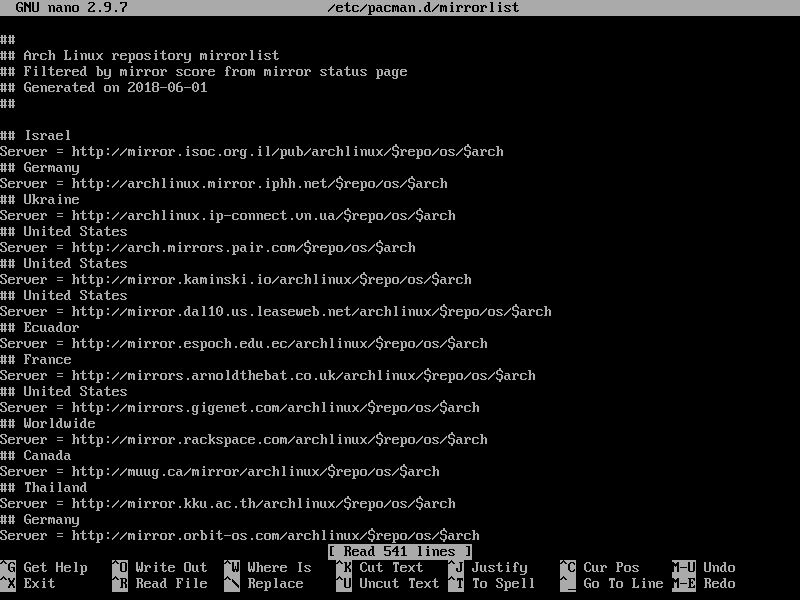 GNU nano 2.9.7 /etc/pacman.d/mirrorlist
##
## Arch Linux repository mirrorlist
## Filtered by mirror score from mirror status page
## Generated on 2018-06-01
##
## Israel
Server = http://mirror.isoc.org.il/pub/archlinux/$repo/os/$arch
## Germany
Server = http://archlinux.mirror.iphh.net/$repo/os/$arch
## Ukraine
Server = http://archlinux.ip-connect.vn.ua/$repo/os/$arch
## United States
Server = http://arch.mirrors.pair.com/$repo/os/$arch
## United States
Server = http://mirror.kaminski.io/archlinux/$repo/os/$arch
## United States
Server = http://mirror.dal10.us.leaseweb.net/archlinux/$repo/os/$arch
## Ecuador
Server = http://mirror.espoch.edu.ec/archlinux/$repo/os/$arch
## France
Server = http://mirrors.arnoldthebat.co.uk/archlinux/$repo/os/$arch
## United States
Server = http://mirrors.gigenet.com/archlinux/$repo/os/$arch
## Worldwide
Server = http://mirror.rackspace.com/archlinux/$repo/os/$arch
## Canada
Server = http://muug.ca/mirror/archlinux/$repo/os/$arch
## Thailand
Server = http://mirror.kku.ac.th/archlinux/$repo/os/$arch
## Germany
Server = http://mirror.orbit-os.com/archlinux/$repo/os/$arch
[ Read 541 lines ]
^G Get Help ^O Write Out ^W Where Is ^K Cut Text ^J Justify ^C Cur Pos M-U Undo
^X Exit ^R Read File ^\ Replace ^U Uncut Text ^T To Spell ^_ Go To Line M-E Redo